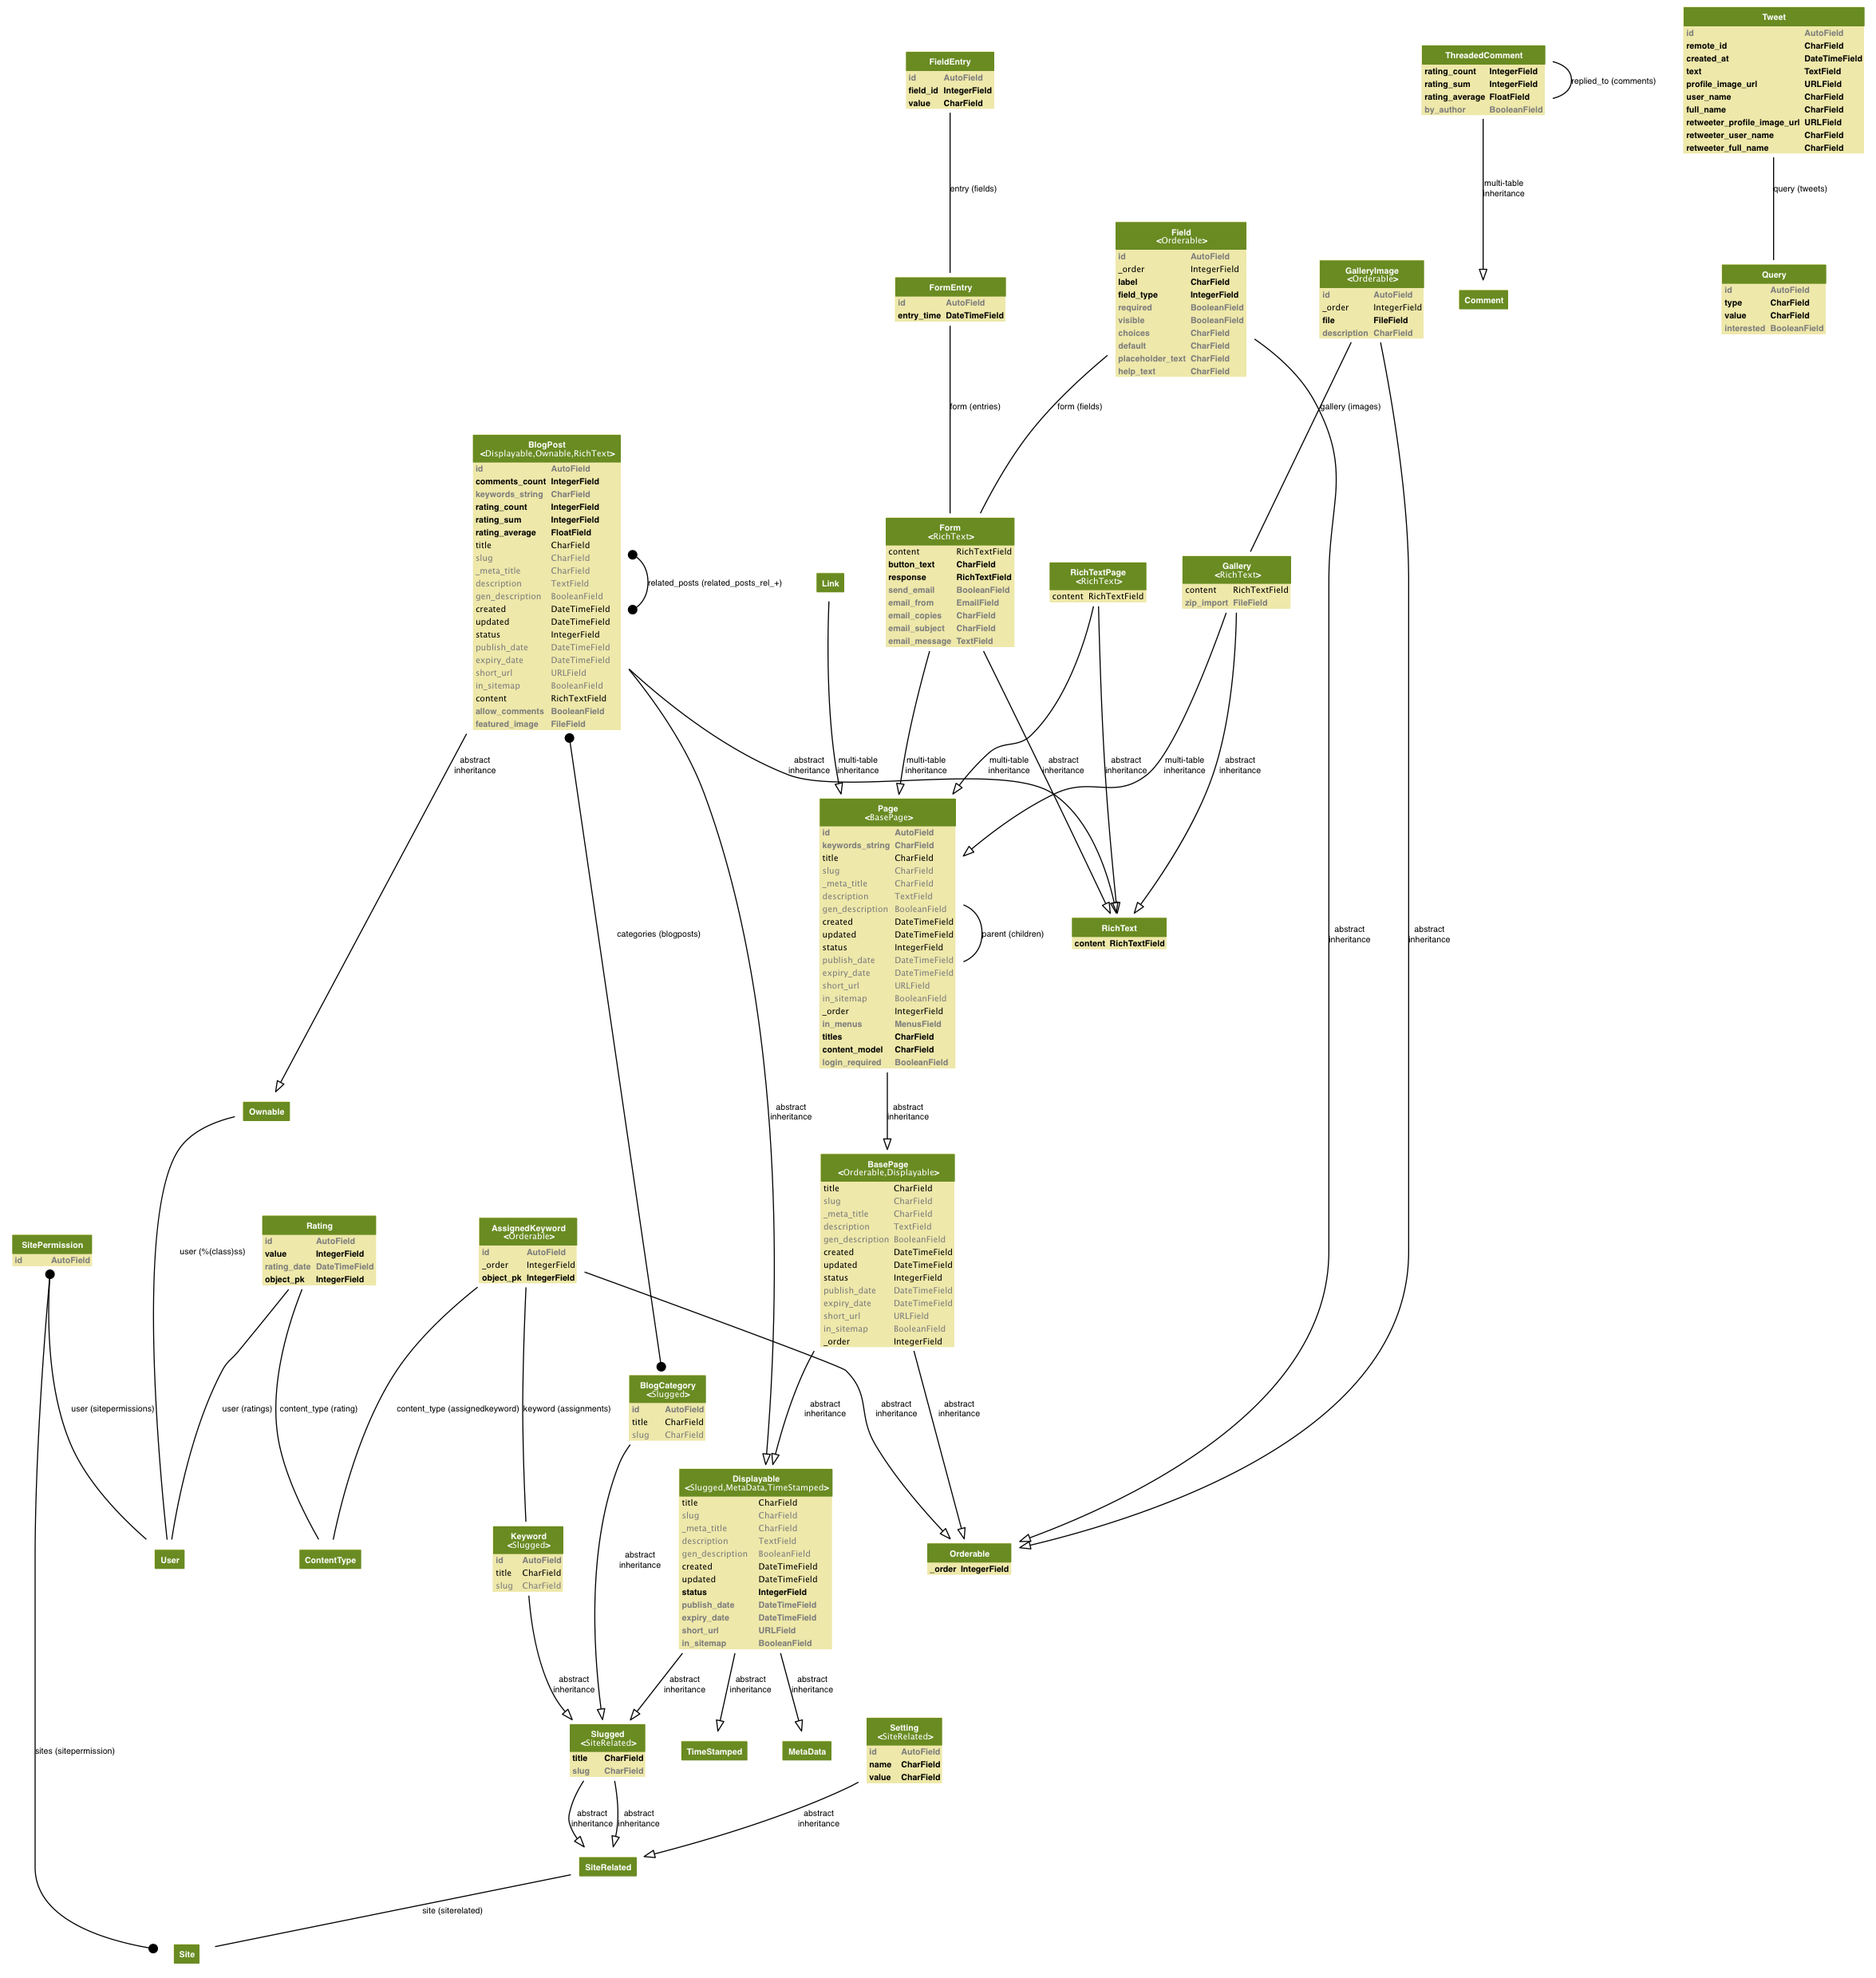 Tweet
id AutoField
remote_id CharField
created_at DateTimeField
text TextField
profile_image_url URLField
user_name CharField
full_name CharField
retweeter_profile_image_url URLField
retweeter_user_name CharField
retweeter_full_name CharField
query (tweets)
Query
id AutoField
type CharField
value CharField
interested BooleanField
ThreadedComment
rating_count IntegerField
rating_sum IntegerField
rating_average FloatField
by_author BooleanField
replied_to (comments)
multi-table
inheritance
Comment
FieldEntry
id AutoField
field_id IntegerField
value CharField
entry (fields)
FormEntry
id AutoField
entry_time DateTimeField
form (entries)
Field
<Orderable>
id AutoField
_order IntegerField
label CharField
field_type IntegerField
required BooleanField
visible BooleanField
choices CharField
default CharField
placeholder_text CharField
help_text CharField
form (fields)
GalleryImage
<Orderable>
id AutoField
_order IntegerField
file FileField
description CharField
gallery (images)
BlogPost
<Displayable,Ownable,RichText>
id AutoField
comments_count IntegerField
keywords_string CharField
rating_count IntegerField
rating_sum IntegerField
rating_average FloatField
title CharField
slug CharField
_meta_title CharField
description TextField
gen_description BooleanField
created DateTimeField
updated DateTimeField
status IntegerField
publish_date DateTimeField
expiry_date DateTimeField
short_url URLField
in_sitemap BooleanField
content RichTextField
allow_comments BooleanField
featured_image FileField
related_posts (related_posts_rel_+)
Link
Form
<RichText>
content RichTextField
button_text CharField
response RichTextField
send_email BooleanField
email_from EmailField
email_copies CharField
email_subject CharField
email_message TextField
RichTextPage
<RichText>
content RichTextField
Gallery
<RichText>
content RichTextField
zip_import FileField
abstract
inheritance
abstract
inheritance
multi-table
inheritance
multi-table
inheritance
multi-table
inheritance
abstract
inheritance
abstract
inheritance
multi-table
inheritance
abstract
inheritance
Page
<BasePage>
id AutoField
keywords_string CharField
title CharField
slug CharField
_meta_title CharField
description TextField
gen_description BooleanField
created DateTimeField
updated DateTimeField
status IntegerField
publish_date DateTimeField
expiry_date DateTimeField
short_url URLField
in_sitemap BooleanField
_order IntegerField
in_menus MenusField
titles CharField
content_model CharField
login_required BooleanField
parent (children)
categories (blogposts)
RichText
content RichTextField
abstract
inheritance
abstract
inheritance
Ownable
abstract
inheritance
abstract
inheritance
BasePage
<Orderable,Displayable>
title CharField
slug CharField
_meta_title CharField
description TextField
gen_description BooleanField
created DateTimeField
updated DateTimeField
status IntegerField
publish_date DateTimeField
expiry_date DateTimeField
short_url URLField
in_sitemap BooleanField
_order IntegerField
SitePermission
id AutoField
user (%(class)ss)
Rating
id AutoField
value IntegerField
rating_date DateTimeField
object_pk IntegerField
AssignedKeyword
<Orderable>
id AutoField
_order IntegerField
object_pk IntegerField
user (sitepermissions)
user (ratings)
content_type (rating)
content_type (assignedkeyword)
keyword (assignments)
BlogCategory
<Slugged>
id AutoField
title CharField
slug CharField
abstract
inheritance
abstract
inheritance
abstract
inheritance
Displayable
<Slugged,MetaData,TimeStamped>
title CharField
slug CharField
_meta_title CharField
description TextField
gen_description BooleanField
created DateTimeField
updated DateTimeField
status IntegerField
publish_date DateTimeField
expiry_date DateTimeField
short_url URLField
in_sitemap BooleanField
User
ContentType
Keyword
<Slugged>
id AutoField
title CharField
slug CharField
abstract
inheritance
Orderable
_order IntegerField
abstract
inheritance
abstract
inheritance
abstract
inheritance
abstract
inheritance
sites (sitepermission)
Slugged
<SiteRelated>
title CharField
slug CharField
TimeStamped
MetaData
Setting
<SiteRelated>
id AutoField
name CharField
value CharField
abstract
inheritance
abstract
inheritance
abstract
inheritance
SiteRelated
site (siterelated)
Site